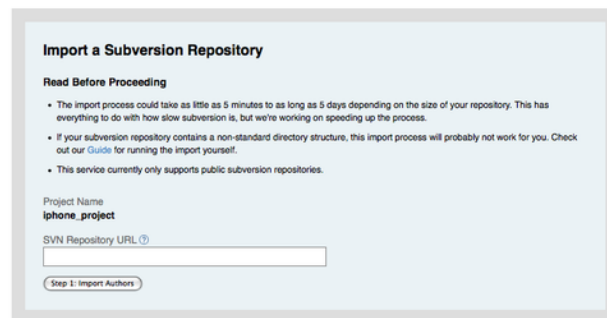 Import a Subversion Repository
Read Before Proceeding
• The import process could take as little as 5 minutes to as long as 5 days depending on the size of your repository. This has
everything to do with how slow subversion is, but we're working on speeding up the process.
• If your subversion repository contains a non-standard directory structure, this import process will probably not work for you. Check
out our Guide for running the import yourself.
• This service currently only supports public subversion repositories.
Project Name
iphone_project
SVN Repository URL ?
Step 1: Import Authors